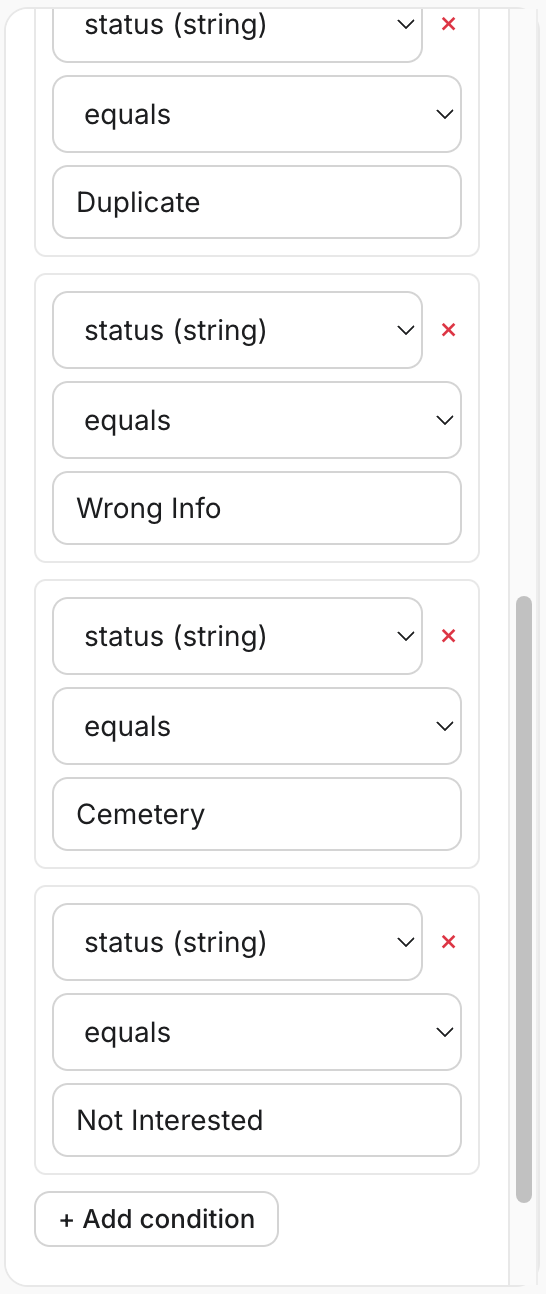 status (string)
equals
Duplicate
status (string)
equals
Wrong Info
status (string)
equals
Cemetery
status (string)
equals
Not Interested
+ Add condition